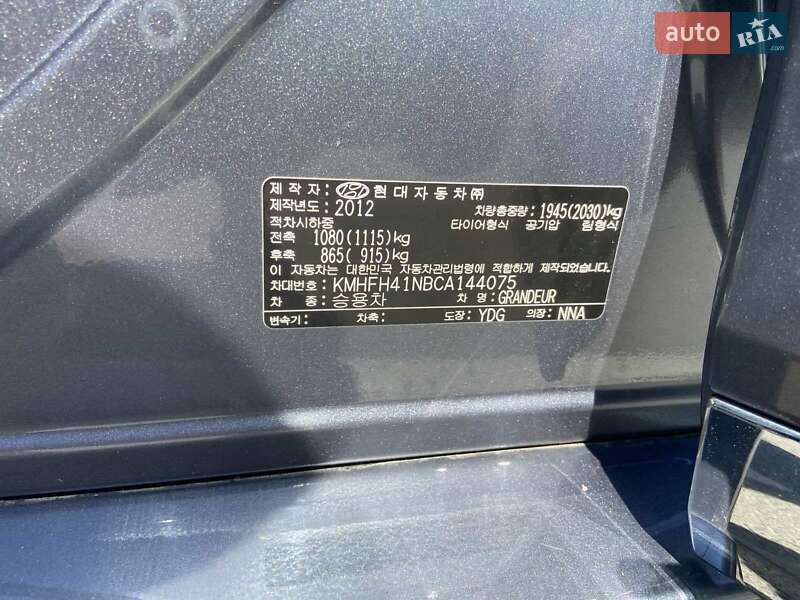 auto RIA.com
제 작 자: 현대자동차㈜
제작년도: 2012 차량총중량: 1945(2030)kg
적차시하중 타이어형식 공기압 림형식
전축 1080(1115)kg
후축: 865( 915)kg
이 자동차는 대한민국 자동차관리법령에 적합하게 제작되었습니다.
차대번호: KMHFH41NBCA144075
차 종: 승용차 차 명: GRANDEUR
변속기: 차축: 도장: YDG 의장: NNA